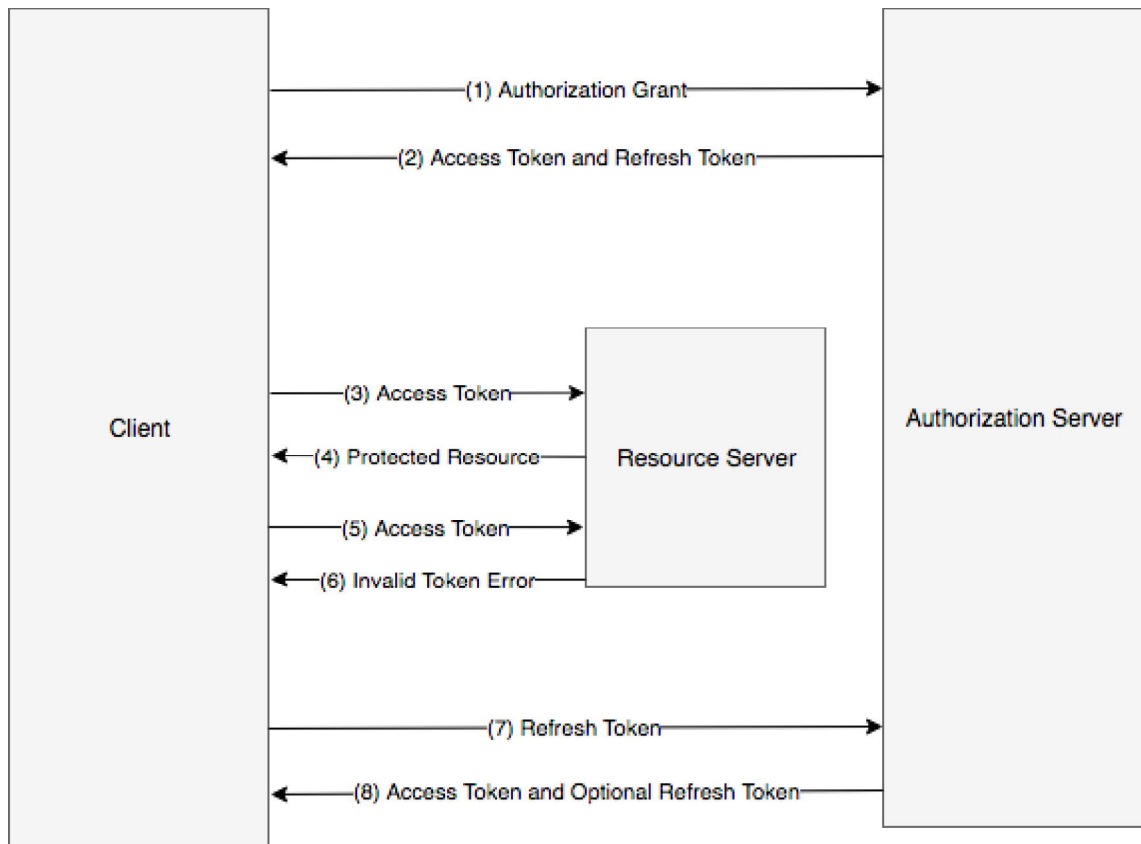 (1) Authorization Grant
(2) Access Token and Refresh Token
(3) Access Token
Client
Authorization Server
(4) Protected Resource
Resource Server
(5) Access Token
(6) Invalid Token Error
(7) Refresh Token
(8) Access Token and Optional Refresh Token